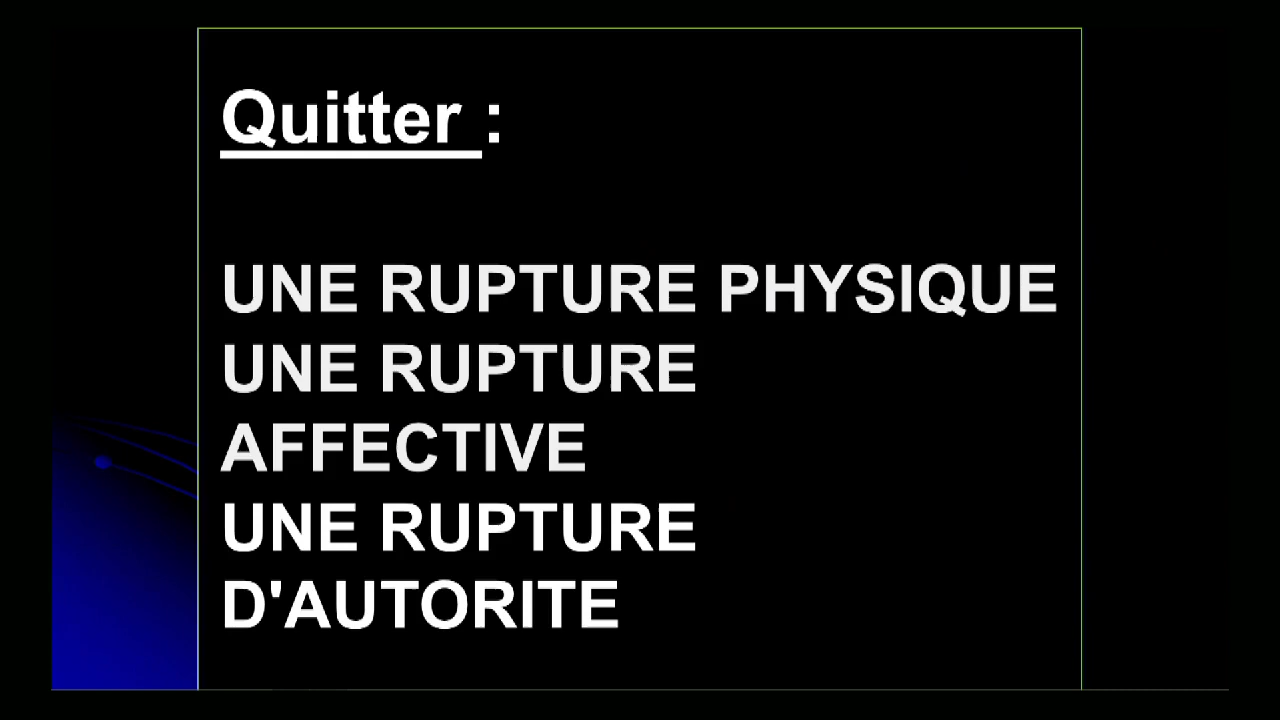 Quitter :
UNE RUPTURE PHYSIQUE
UNE RUPTURE
AFFECTIVE
UNE RUPTURE
D'AUTORITE